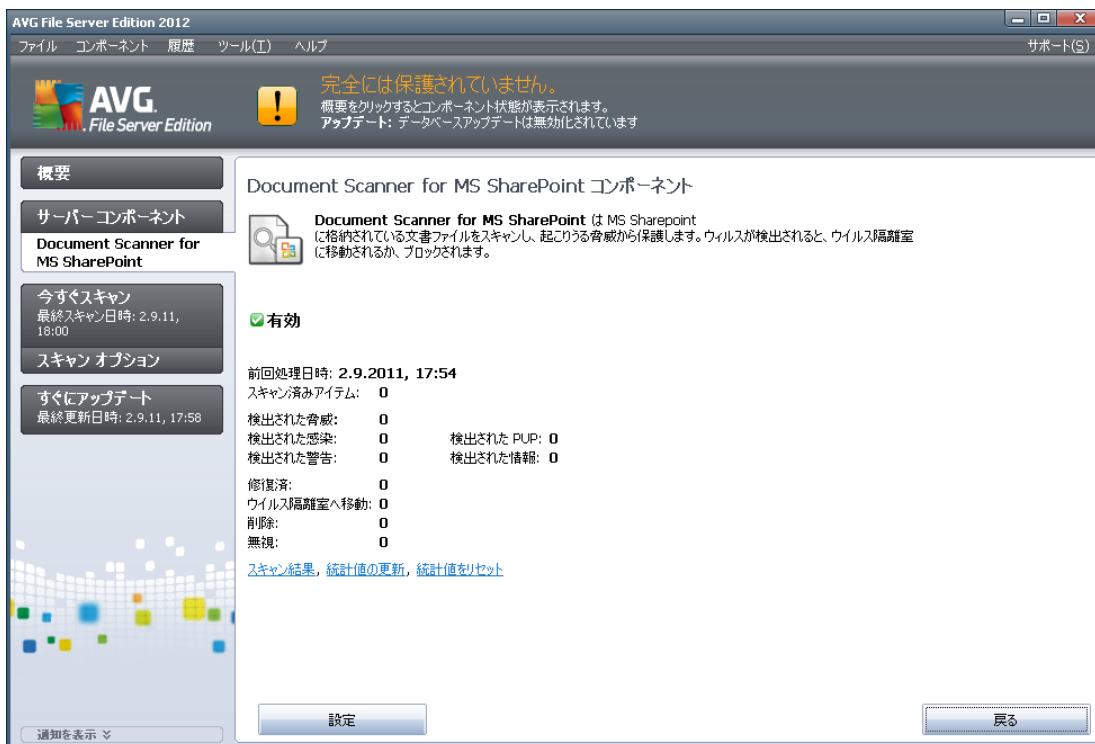 AVG File Server Edition 2012
ファイル コンポーネント 履歴 ツール(T) ヘルプ サポート(S)
AVG.
File Server Edition
完全には保護されていません。
概要をクリックするとコンポーネント状態が表示されます。
アップデート: データベースアップデートは無効化されています
概要
サーバー コンポーネント
Document Scanner for
MS SharePoint
今すぐスキャン
最終スキャン日時: 2.9.11,
18:00
スキャン オプション
すぐにアップデート
最終更新日時: 2.9.11, 17:58
通知を表示
Document Scanner for MS SharePoint コンポーネント
Document Scanner for MS SharePoint は MS Sharepoint
に格納されている文書ファイルをスキャンし、起こりうる脅威から保護します。ウィルスが検出されると、ウイルス隔離室
に移動されるか、ブロックされます。
有効
前回処理日時: 2.9.2011, 17:54
スキャン済みアイテム: 0
検出された脅威: 0
検出された感染: 0 検出された PUP: 0
検出された警告: 0 検出された情報: 0
修復済: 0
ウイルス隔離室へ移動: 0
削除: 0
無視: 0
スキャン結果, 統計値の更新, 統計値をリセット
設定 戻る